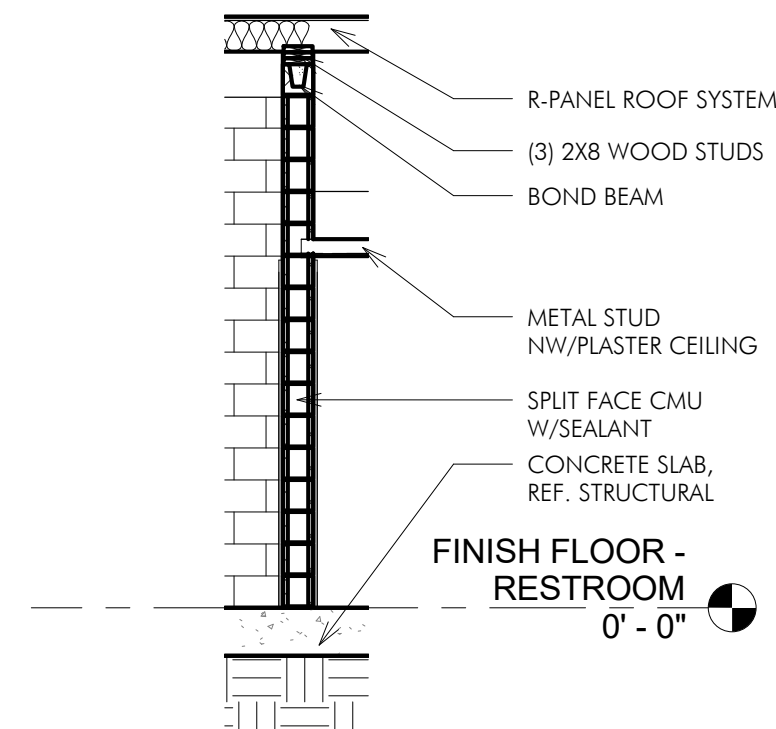 R-PANEL ROOF SYSTEM
(3) 2X8 WOOD STUDS
BOND BEAM
METAL STUD
NW/PLASTER CEILING
SPLIT FACE CMU
W/SEALANT
CONCRETE SLAB,
REF. STRUCTURAL
FINISH FLOOR -
RESTROOM
0' - 0"